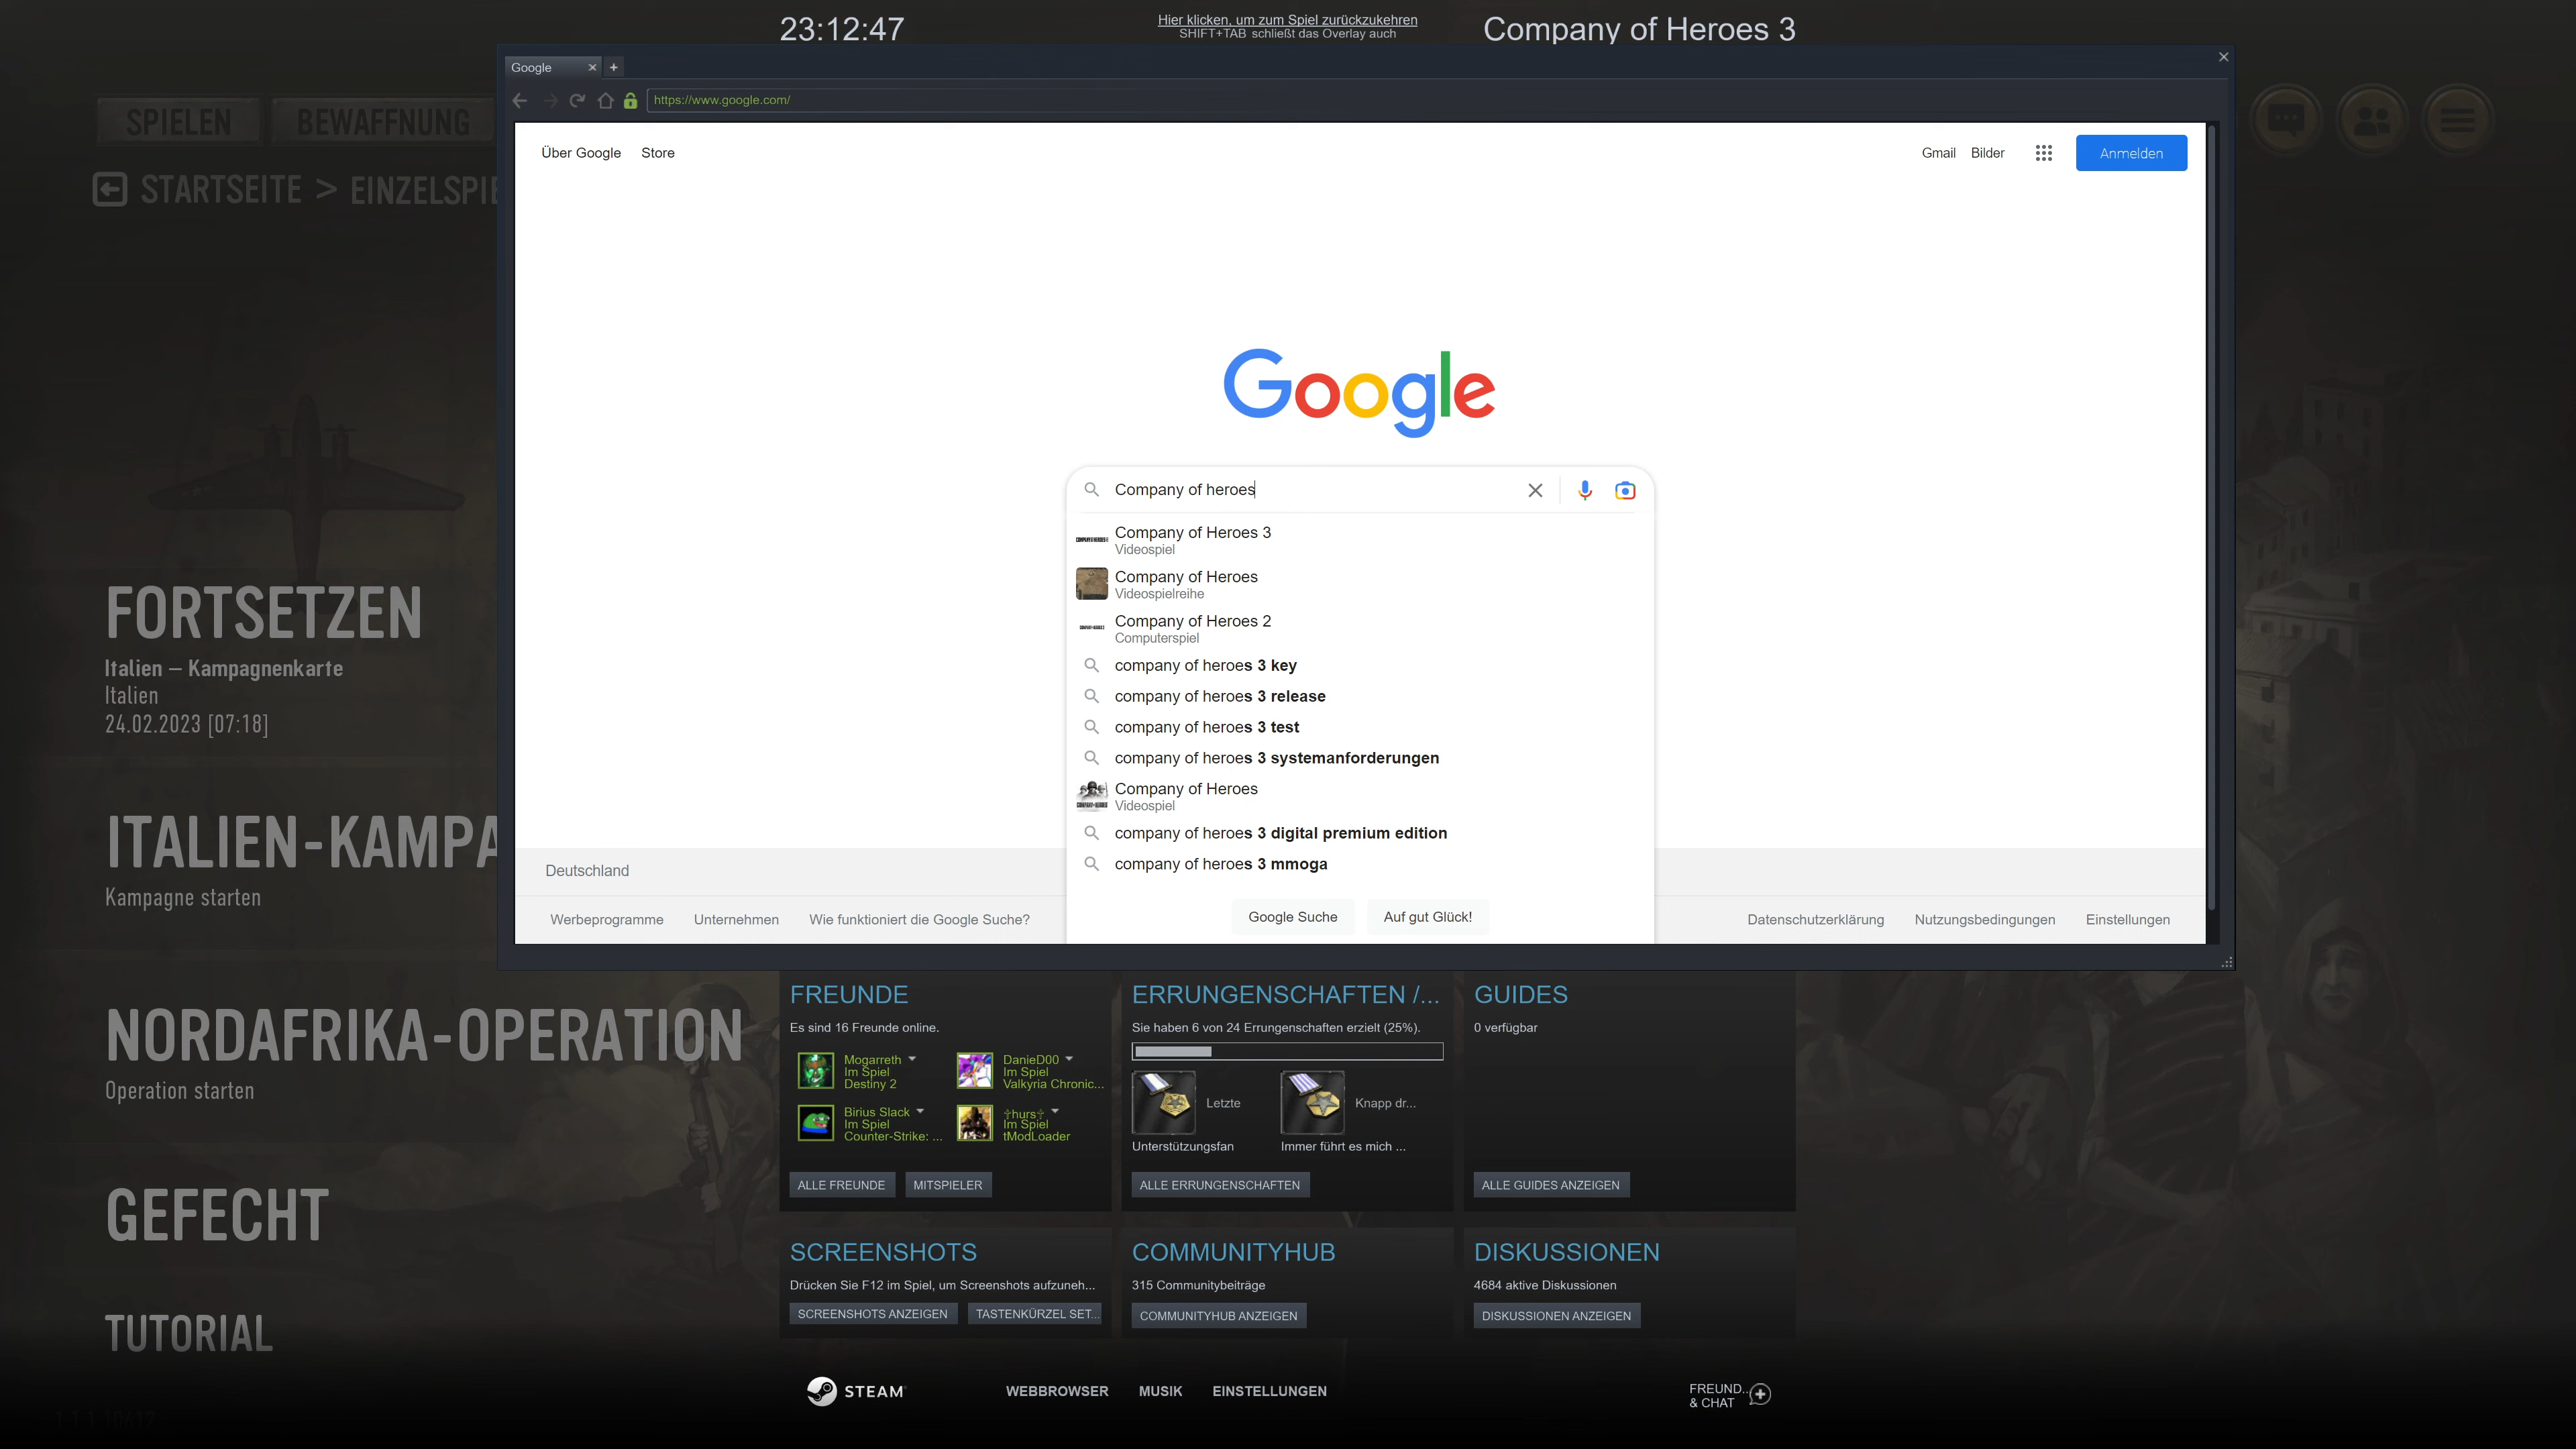 23:12:47
Hier klicken, um zum Spiel zurückzukehren
SHIFT+TAB schließt das Overlay auch
Company of Heroes 3
Google
https://www.google.com/
SPIELEN
BEWAFFNUNG
STARTSEITE > EINZELSPIE
Über Google
Store
Gmail
Bilder
Anmelden
Google
Company of heroes
Company of Heroes 3
Videospiel
Company of Heroes
Videospielreihe
Company of Heroes 2
Computerspiel
company of heroes 3 key
company of heroes 3 release
company of heroes 3 test
company of heroes 3 systemanforderungen
Company of Heroes
Videospiel
company of heroes 3 digital premium edition
company of heroes 3 mmoga
Google Suche
Auf gut Glück!
Deutschland
Werbeprogramme
Unternehmen
Wie funktioniert die Google Suche?
Datenschutzerklärung
Nutzungsbedingungen
Einstellungen
FORTSETZEN
Italien – Kampagnenkarte
Italien
24.02.2023 [07:18]
ITALIEN-KAMPA
Kampagne starten
NORDAFRIKA-OPERATION
Operation starten
GEFECHT
TUTORIAL
FREUNDE
Es sind 16 Freunde online.
Mogarreth
Im Spiel
Destiny 2
DanieD00
Im Spiel
Valkyria Chronic...
Birius Slack
Im Spiel
Counter-Strike: ...
✝hurs✝
Im Spiel
tModLoader
ALLE FREUNDE
MITSPIELER
ERRUNGENSCHAFTEN /...
Sie haben 6 von 24 Errungenschaften erzielt (25%).
Letzte
Knapp dr...
Unterstützungsfan
Immer führt es mich ...
ALLE ERRUNGENSCHAFTEN
GUIDES
0 verfügbar
ALLE GUIDES ANZEIGEN
SCREENSHOTS
Drücken Sie F12 im Spiel, um Screenshots aufzuneh...
SCREENSHOTS ANZEIGEN
TASTENKÜRZEL SET...
COMMUNITYHUB
315 Communitybeiträge
COMMUNITYHUB ANZEIGEN
DISKUSSIONEN
4684 aktive Diskussionen
DISKUSSIONEN ANZEIGEN
STEAM
WEBBROWSER
MUSIK
EINSTELLUNGEN
FREUND...
& CHAT